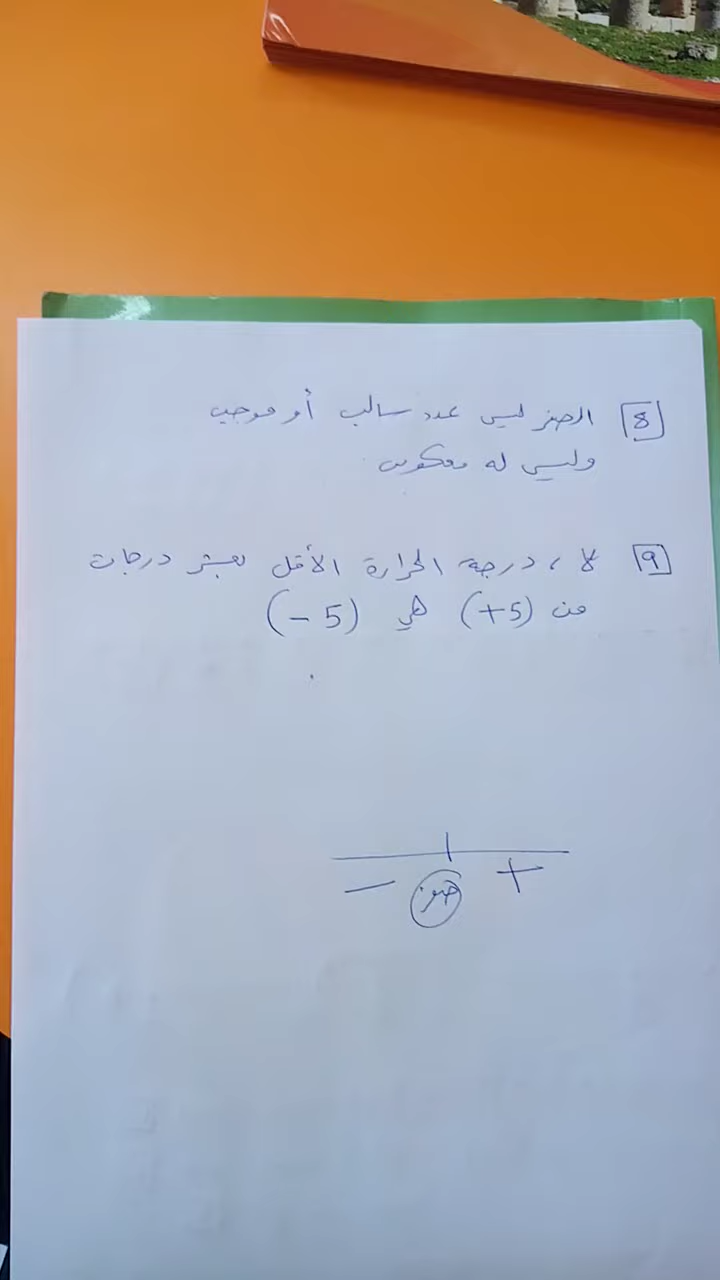 8 الصفر ليس عدد سالب أو موجب
وليس له معكوس
9 لا ، درجة الحرارة الأقل بعشر درجات
من (+5) هي (-5)
− صفر +